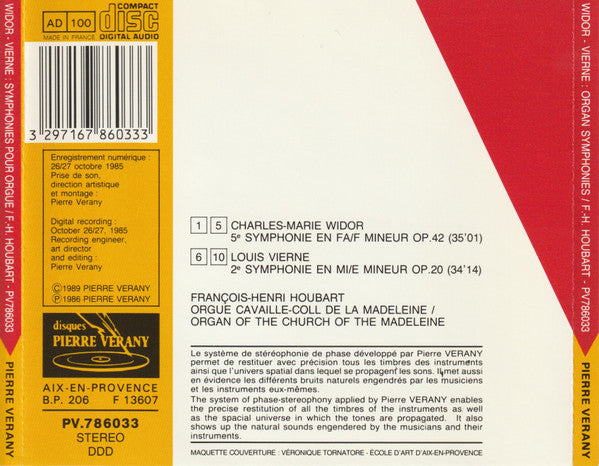 WIDOR - VIERNE : SYMPHONIES POUR ORGUE / F.-H. HOUBART - PV786033
PIERRE VERANY
AD 100
MADE IN FRANCE
COMPACT
disc
DIGITAL AUDIO
3 297167 860333
Enregistrement numérique :
26/27 octobre 1985
Prise de son,
direction artistique
et montage :
Pierre Verany
Digital recording :
October 26/27, 1985
Recording engineer,
art director
and editing :
Pierre Verany
© 1989 PIERRE VERANY
℗ 1986 PIERRE VERANY
disques
PIERRE VERANY
AIX-EN-PROVENCE
B.P. 206 F 13607
PV.786033
STEREO
DDD
1 5 CHARLES-MARIE WIDOR
5e SYMPHONIE EN FA/F MINEUR OP.42 (35'01)
6 10 LOUIS VIERNE
2e SYMPHONIE EN MI/E MINEUR OP.20 (34'14)
FRANÇOIS-HENRI HOUBART
ORGUE CAVAILLE-COLL DE LA MADELEINE /
ORGAN OF THE CHURCH OF THE MADELEINE
Le système de stéréophonie de phase développé par Pierre VERANY
permet de restituer avec précision tous les timbres des instruments
ainsi que l'univers spatial dans lequel se propagent les sons. Il met aussi
en évidence les différents bruits naturels engendrés par les musiciens
et les instruments eux-mêmes.
The system of phase-stereophony applied by Pierre VERANY enables
the precise restitution of all the timbres of the instruments as well
as the spacial universe in which the tones are propagated. It also
shows up the natural sounds engendered by the musicians and their
instruments.
MAQUETTE COUVERTURE : VÉRONIQUE TORNATORE - ÉCOLE D'ART D'AIX-EN-PROVENCE
WIDOR - VIERNE : ORGAN SYMPHONIES / F.-H. HOUBART - PV786033
PIERRE VERANY